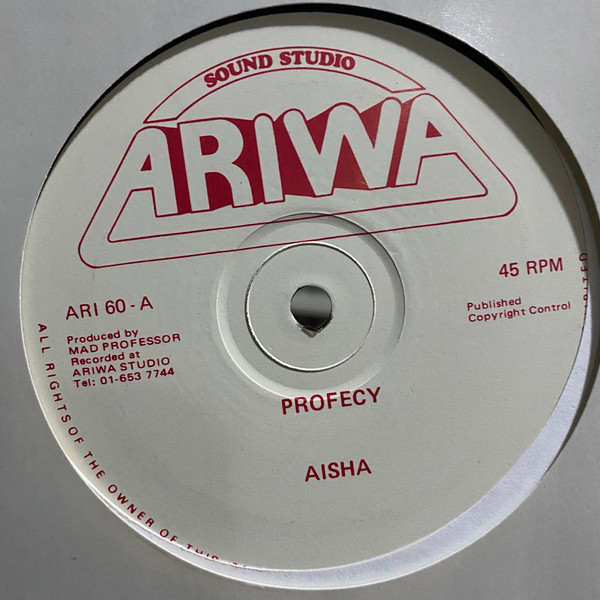 SOUND STUDIO
ARIWA
45 RPM
ARI 60 - A
Published
Copyright Control
Produced by
MAD PROFESSOR
Recorded at
ARIWA STUDIO
Tel: 01-653 7744
PROFECY
AISHA
ALL RIGHTS OF THE OWNER OF THIS